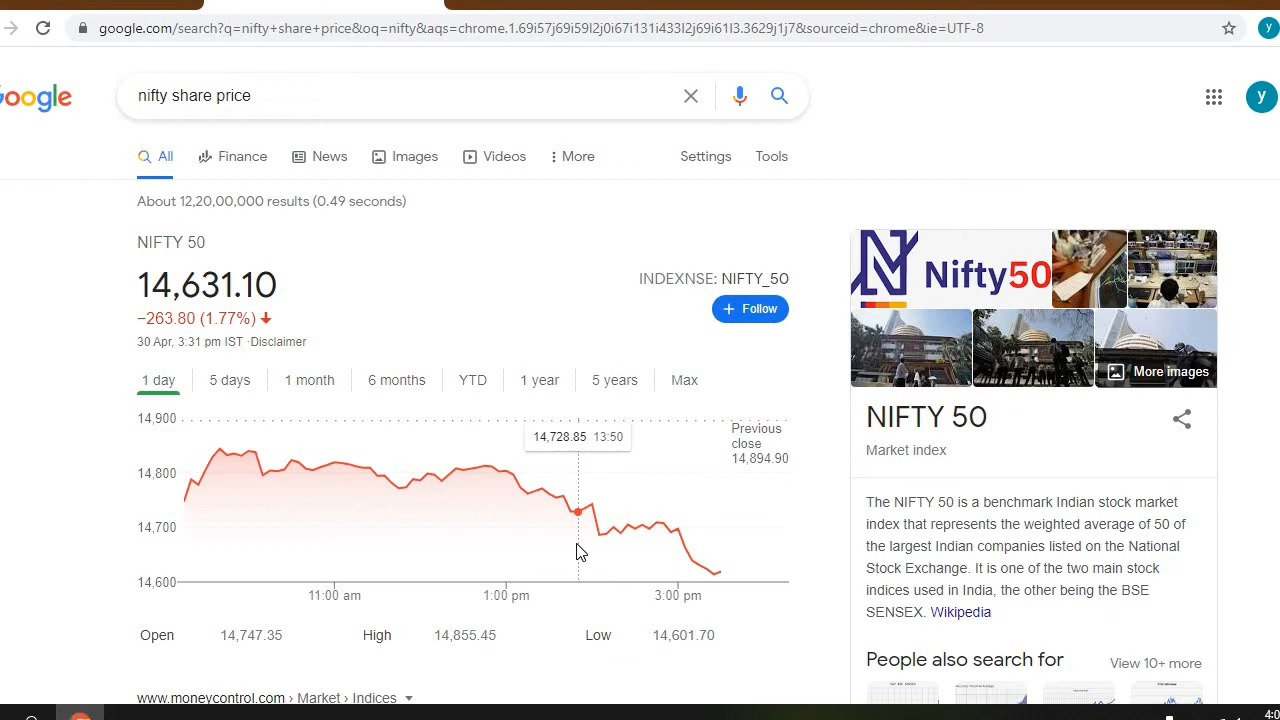 google.com/search?q=nifty+share+price&oq=nifty&aqs=chrome.1.69i57j69i59l2j0i67i131i433l2j69i61l3.3629j1j7&sourceid=chrome&ie=UTF-8
y
oogle
nifty share price
y
All Finance News Images Videos More Settings Tools
About 12,20,00,000 results (0.49 seconds)
NIFTY 50
14,631.10
INDEXNSE: NIFTY_50
−263.80 (1.77%)
+ Follow
30 Apr, 3:31 pm IST · Disclaimer
1 day 5 days 1 month 6 months YTD 1 year 5 years Max
14,900
14,800
14,700
14,600
14,728.85 13:50
Previous
close
14,894.90
11:00 am 1:00 pm 3:00 pm
Open 14,747.35 High 14,855.45 Low 14,601.70
www.moneycontrol.com › Market › Indices
N Nifty50
More images
NIFTY 50
Market index
The NIFTY 50 is a benchmark Indian stock market
index that represents the weighted average of 50 of
the largest Indian companies listed on the National
Stock Exchange. It is one of the two main stock
indices used in India, the other being the BSE
SENSEX. Wikipedia
People also search for View 10+ more